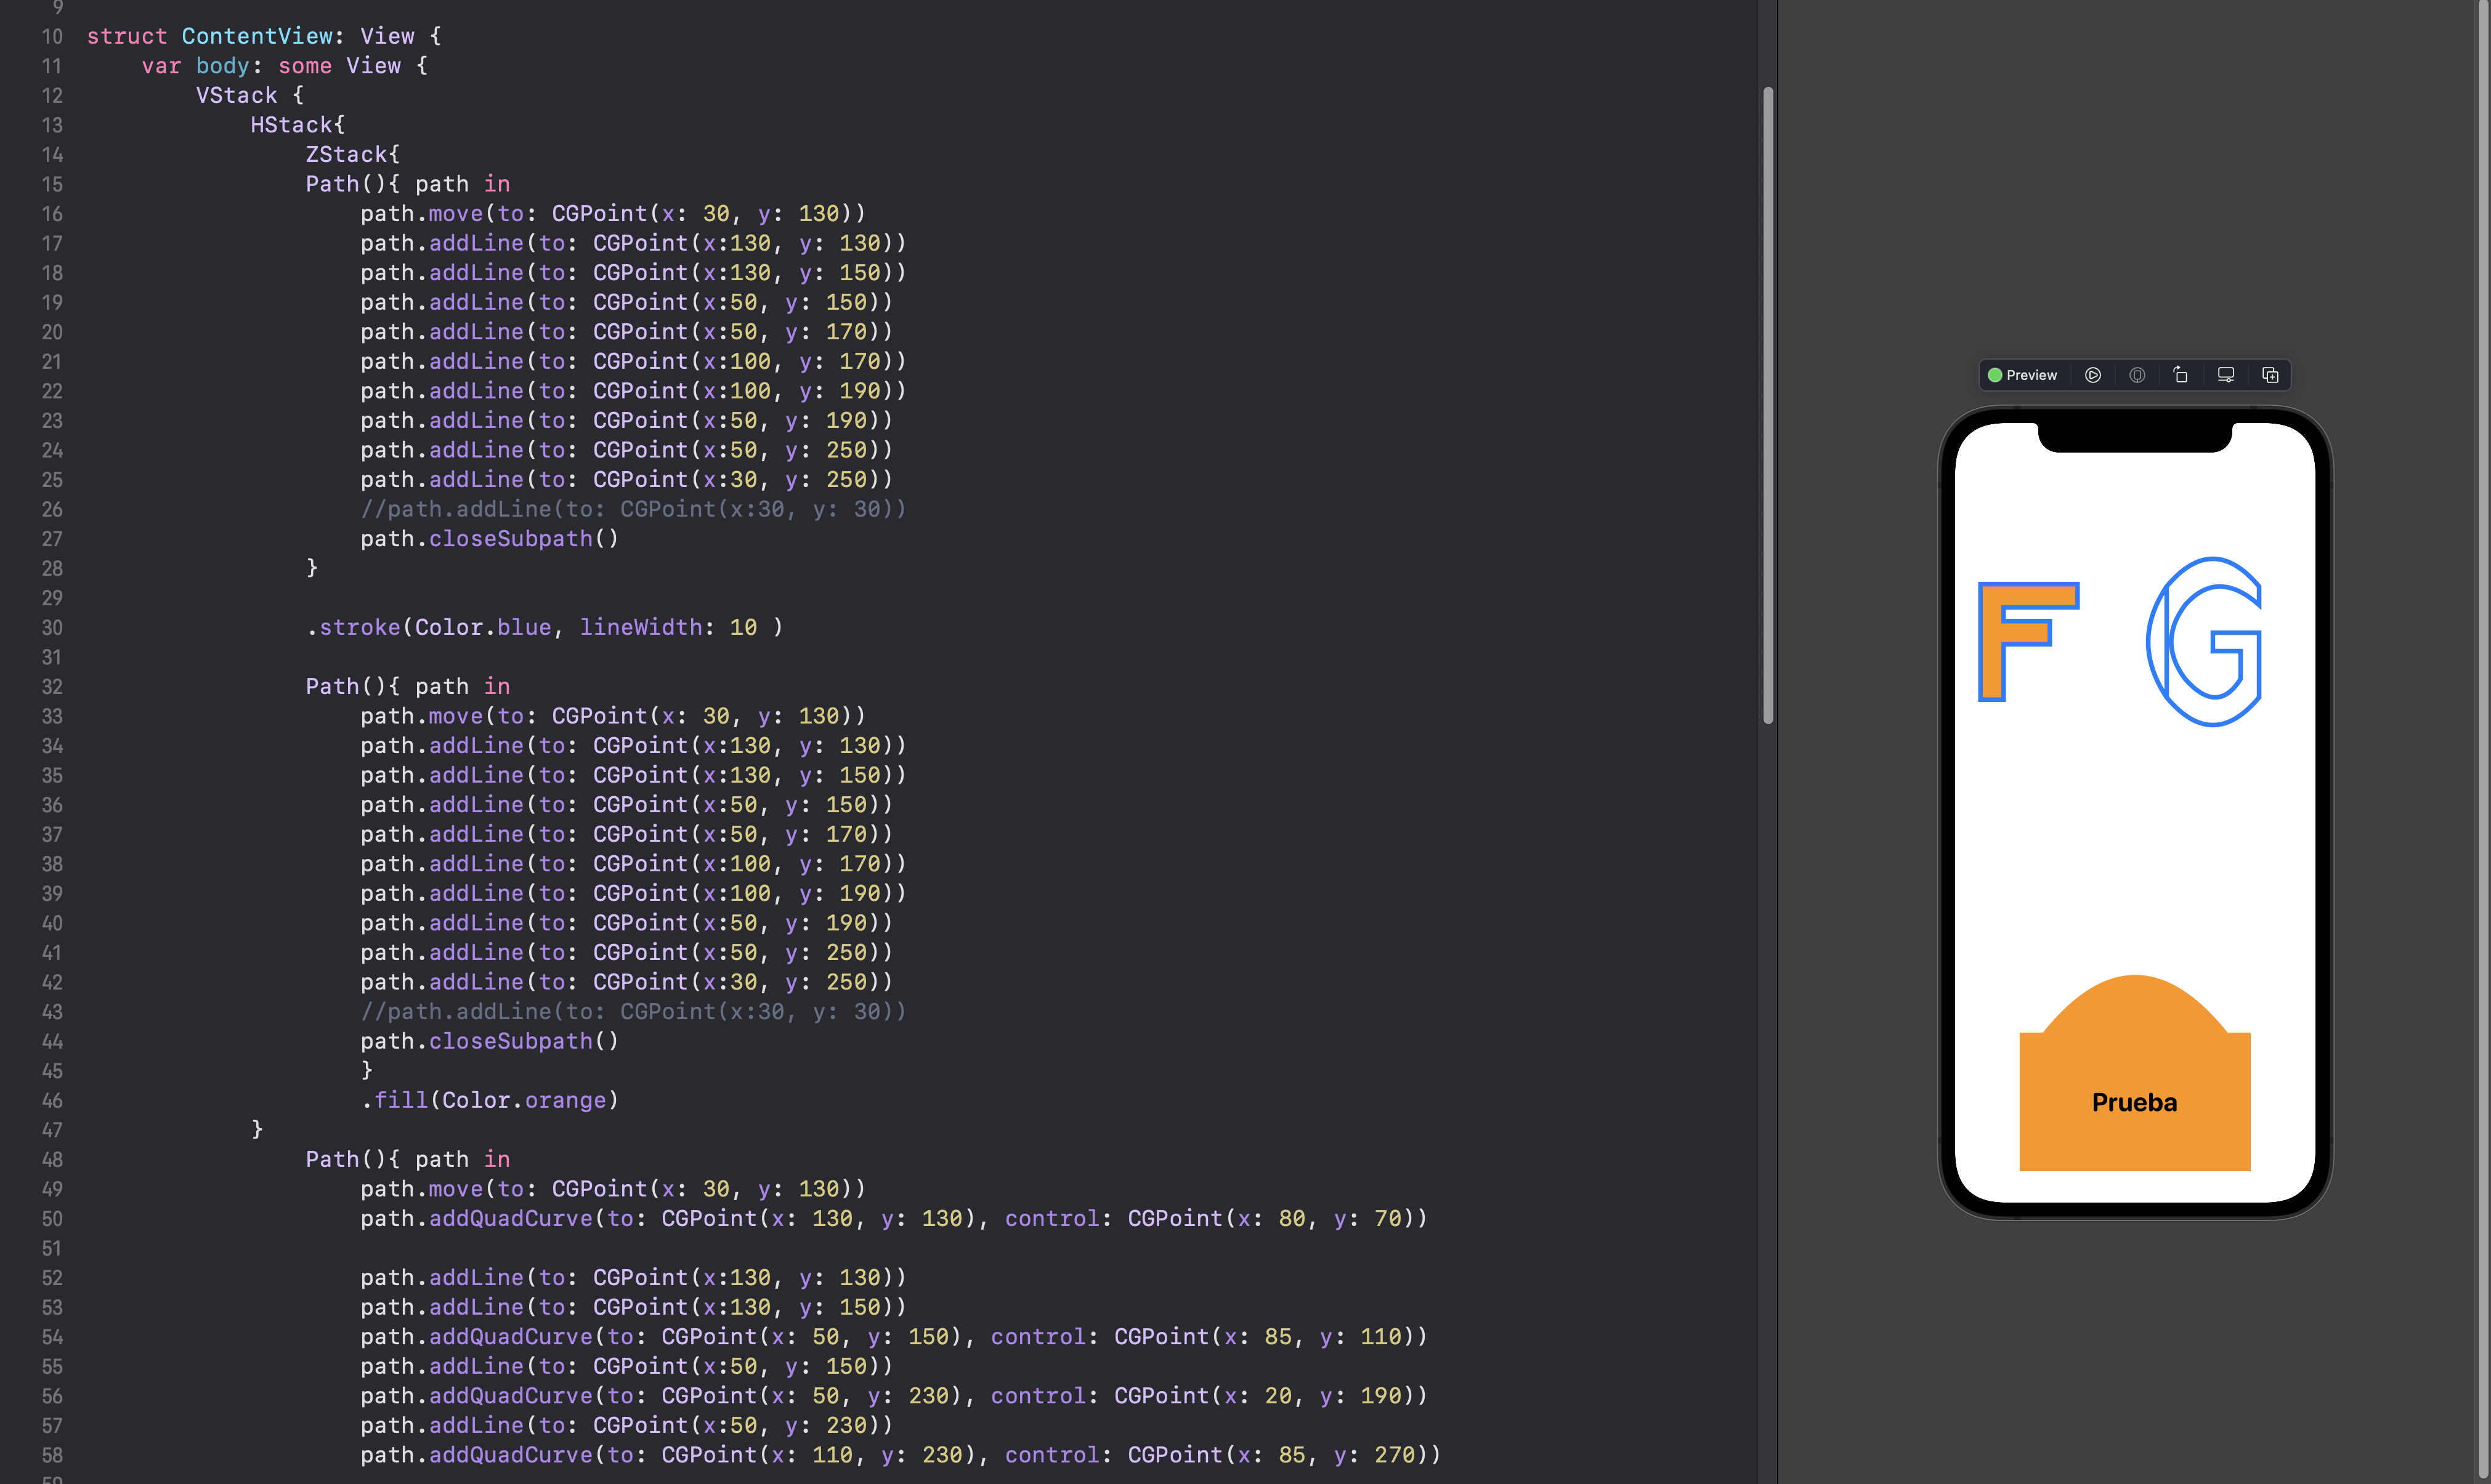 9
10 struct ContentView: View {
11 var body: some View {
12 VStack {
13 HStack{
14 ZStack{
15 Path(){ path in
16 path.move(to: CGPoint(x: 30, y: 130))
17 path.addLine(to: CGPoint(x:130, y: 130))
18 path.addLine(to: CGPoint(x:130, y: 150))
19 path.addLine(to: CGPoint(x:50, y: 150))
20 path.addLine(to: CGPoint(x:50, y: 170))
21 path.addLine(to: CGPoint(x:100, y: 170))
22 path.addLine(to: CGPoint(x:100, y: 190))
23 path.addLine(to: CGPoint(x:50, y: 190))
24 path.addLine(to: CGPoint(x:50, y: 250))
25 path.addLine(to: CGPoint(x:30, y: 250))
26 //path.addLine(to: CGPoint(x:30, y: 30))
27 path.closeSubpath()
28 }
29
30 .stroke(Color.blue, lineWidth: 10 )
31
32 Path(){ path in
33 path.move(to: CGPoint(x: 30, y: 130))
34 path.addLine(to: CGPoint(x:130, y: 130))
35 path.addLine(to: CGPoint(x:130, y: 150))
36 path.addLine(to: CGPoint(x:50, y: 150))
37 path.addLine(to: CGPoint(x:50, y: 170))
38 path.addLine(to: CGPoint(x:100, y: 170))
39 path.addLine(to: CGPoint(x:100, y: 190))
40 path.addLine(to: CGPoint(x:50, y: 190))
41 path.addLine(to: CGPoint(x:50, y: 250))
42 path.addLine(to: CGPoint(x:30, y: 250))
43 //path.addLine(to: CGPoint(x:30, y: 30))
44 path.closeSubpath()
45 }
46 .fill(Color.orange)
47 }
48 Path(){ path in
49 path.move(to: CGPoint(x: 30, y: 130))
50 path.addQuadCurve(to: CGPoint(x: 130, y: 130), control: CGPoint(x: 80, y: 70))
51
52 path.addLine(to: CGPoint(x:130, y: 130))
53 path.addLine(to: CGPoint(x:130, y: 150))
54 path.addQuadCurve(to: CGPoint(x: 50, y: 150), control: CGPoint(x: 85, y: 110))
55 path.addLine(to: CGPoint(x:50, y: 150))
56 path.addQuadCurve(to: CGPoint(x: 50, y: 230), control: CGPoint(x: 20, y: 190))
57 path.addLine(to: CGPoint(x:50, y: 230))
58 path.addQuadCurve(to: CGPoint(x: 110, y: 230), control: CGPoint(x: 85, y: 270))
59
Preview
F G
Prueba